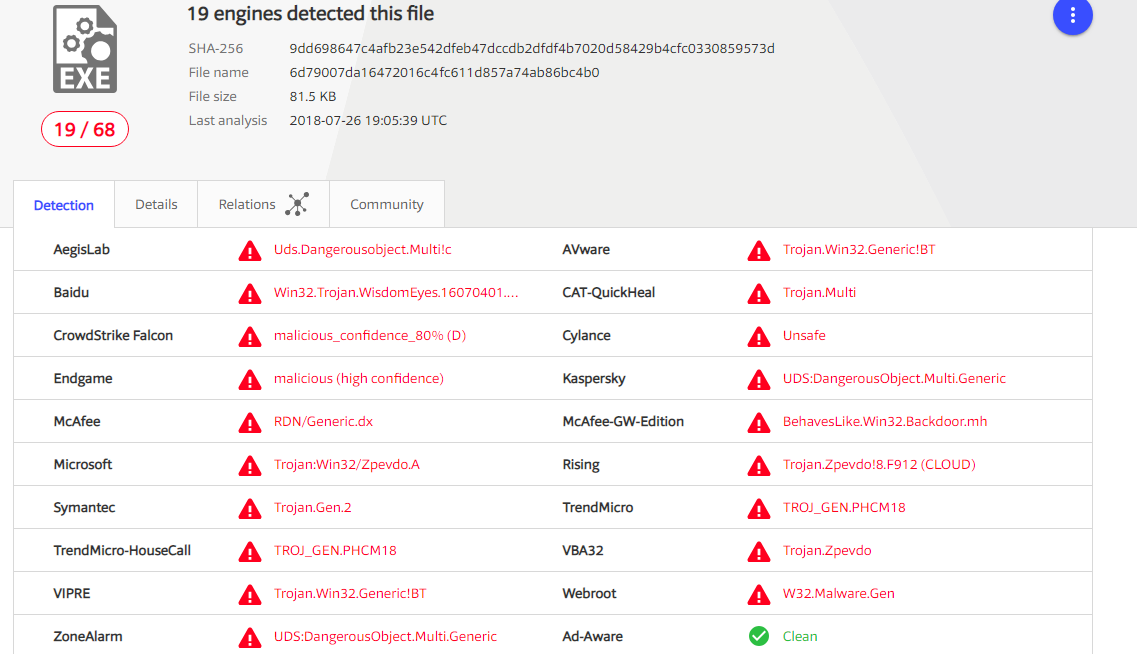 19 engines detected this file
SHA-256 9dd698647c4afb23e542dfeb47dccdb2dfdf4b7020d58429b4cfc0330859573d
File name 6d79007da16472016c4fc611d857a74ab86bc4b0
File size 81.5 KB
Last analysis 2018-07-26 19:05:39 UTC
EXE
19 / 68
Detection Details Relations Community
AegisLab Uds.Dangerousobject.Multi!c AVware Trojan.Win32.Generic!BT
Baidu Win32.Trojan.WisdomEyes.16070401.... CAT-QuickHeal Trojan.Multi
CrowdStrike Falcon malicious_confidence_80% (D) Cylance Unsafe
Endgame malicious (high confidence) Kaspersky UDS:DangerousObject.Multi.Generic
McAfee RDN/Generic.dx McAfee-GW-Edition BehavesLike.Win32.Backdoor.mh
Microsoft Trojan:Win32/Zpevdo.A Rising Trojan.Zpevdo!8.F912 (CLOUD)
Symantec Trojan.Gen.2 TrendMicro TROJ_GEN.PHCM18
TrendMicro-HouseCall TROJ_GEN.PHCM18 VBA32 Trojan.Zpevdo
VIPRE Trojan.Win32.Generic!BT Webroot W32.Malware.Gen
ZoneAlarm UDS:DangerousObject.Multi.Generic Ad-Aware Clean